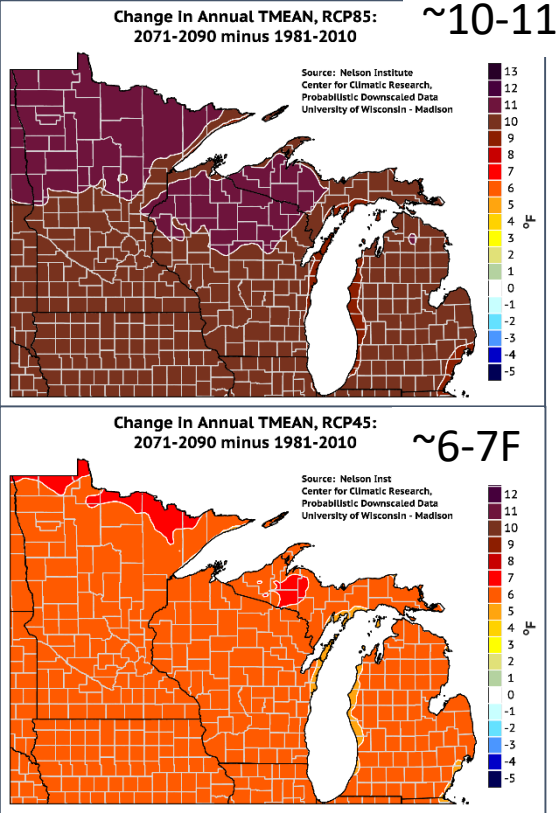 Change in Annual TMEAN, RCP85:
2071-2090 minus 1981-2010
~10-11
Source: Nelson Institute
Center for Climatic Research,
Probabilistic Downscaled Data
University of Wisconsin - Madison
13
12
11
10
9
8
7
6
5
4
3
2
1
0
-1
-2
-3
-4
-5
°F
Change in Annual TMEAN, RCP45:
2071-2090 minus 1981-2010
~6-7F
Source: Nelson Inst
Center for Climatic Research,
Probabilistic Downscaled Data
University of Wisconsin - Madison
12
11
10
9
8
7
6
5
4
3
2
1
0
-1
-2
-3
-4
-5
°F